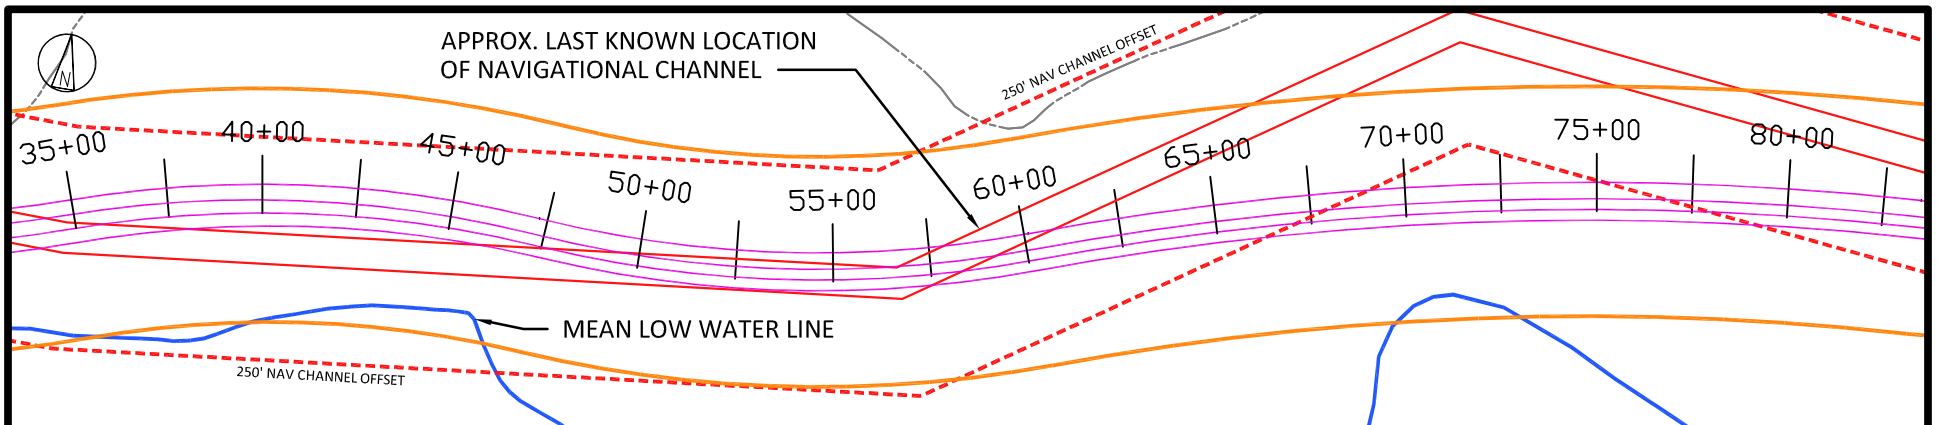 APPROX. LAST KNOWN LOCATION
OF NAVIGATIONAL CHANNEL
250' NAV CHANNEL OFFSET
N
35+00
40+00
45+00
50+00
55+00
60+00
65+00
70+00
75+00
80+00
MEAN LOW WATER LINE
250' NAV CHANNEL OFFSET